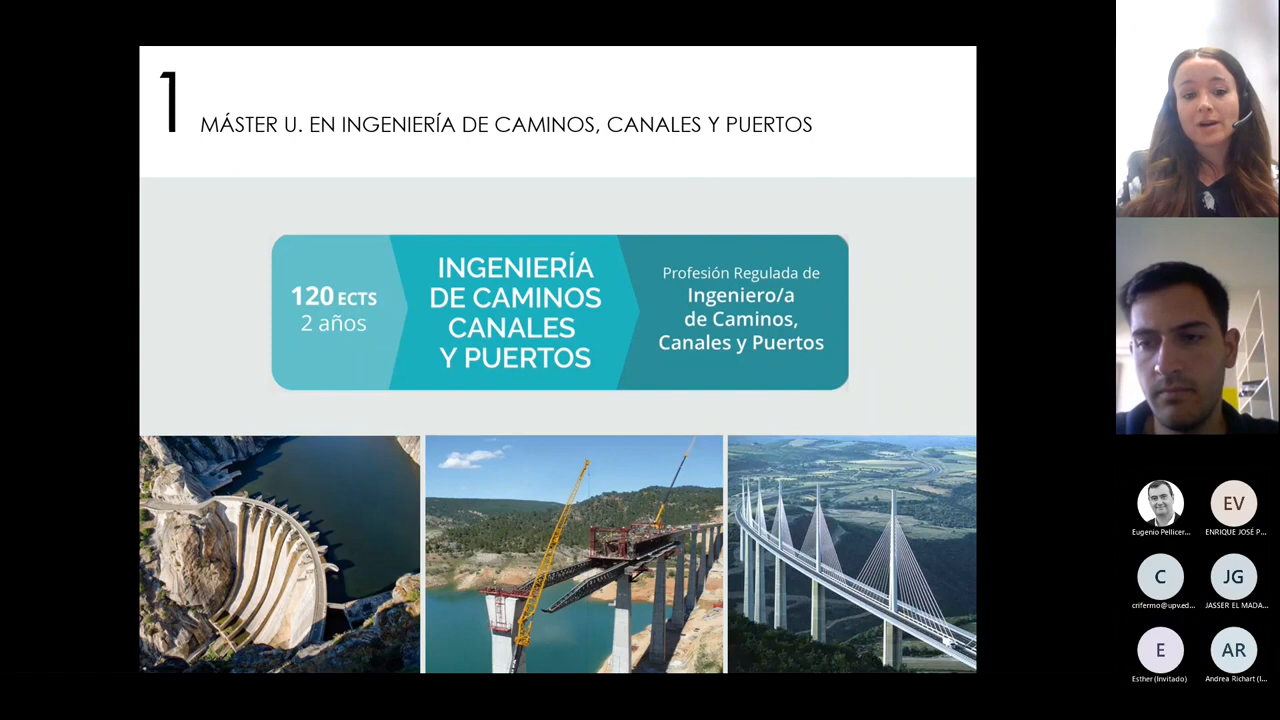 1 MÁSTER U. EN INGENIERÍA DE CAMINOS, CANALES Y PUERTOS
120 ECTS
2 años
INGENIERÍA
DE CAMINOS
CANALES
Y PUERTOS
Profesión Regulada de
Ingeniero/a
de Caminos,
Canales y Puertos
EV
Eugenio Pellicer...
ENRIQUE JOSÉ P...
C
JG
crifermo@upv.ed...
JASSER EL MADA...
E
AR
Esther (Invitado)
Andrea Richart (I...